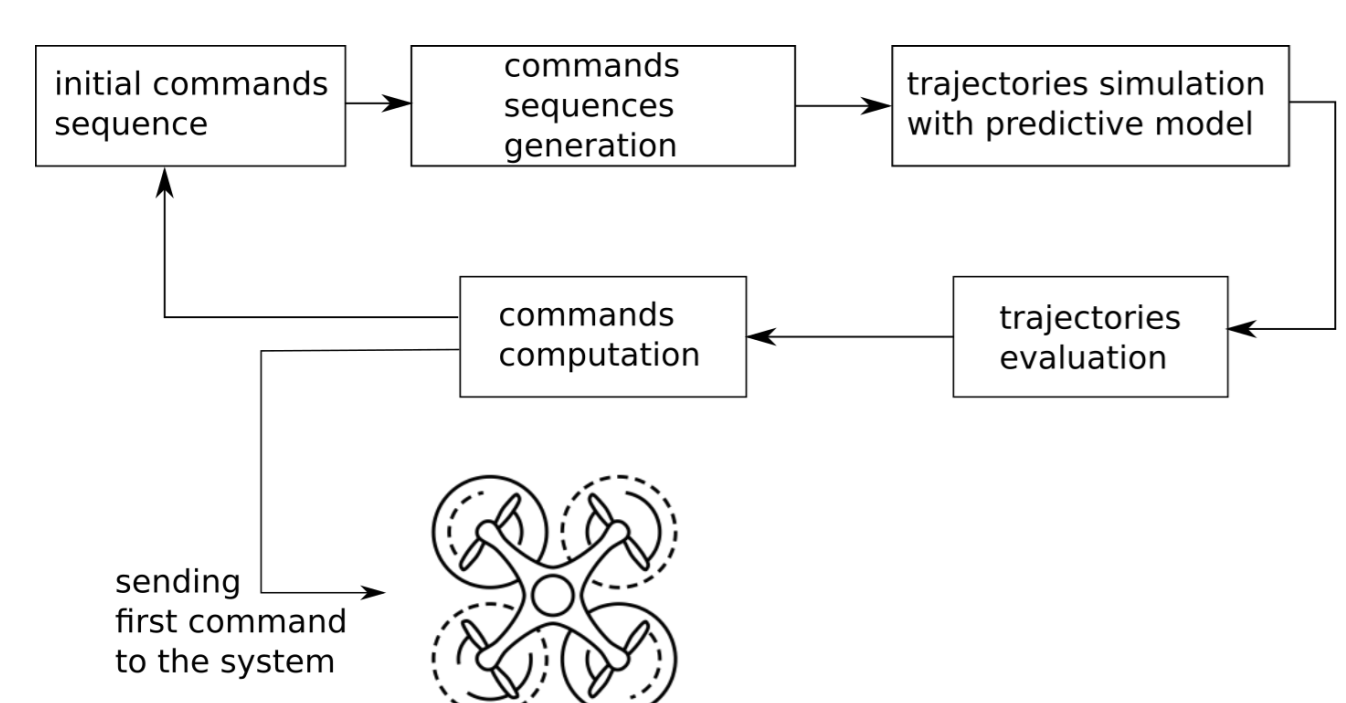 initial commands
sequence
commands
sequences
generation
trajectories simulation
with predictive model
commands
computation
trajectories
evaluation
sending
first command
to the system